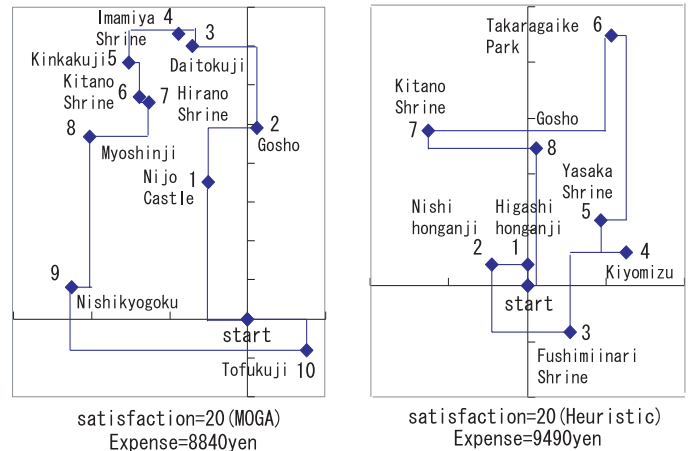 Imamiya 4
Shrine
3
Daitokuji
Kinkakuji 5
Kitano
Shrine
6
7
Hirano
Shrine
2
Gosho
8
Myoshinji
Nijo
Castle
1
9
Nishikyogoku
start
Tofukuji 10
satisfaction=20(MOGA)
Expense=8840yen
Takaragaike
Park
6
Kitano
Shrine
7
Gosho
8
Yasaka
Shrine
5
Nishi
honganji
2
Higashi
honganji
1
4
Kiyomizu
start
3
Fushimiinari
Shrine
satisfaction=20(Heuristic)
Expense=9490yen